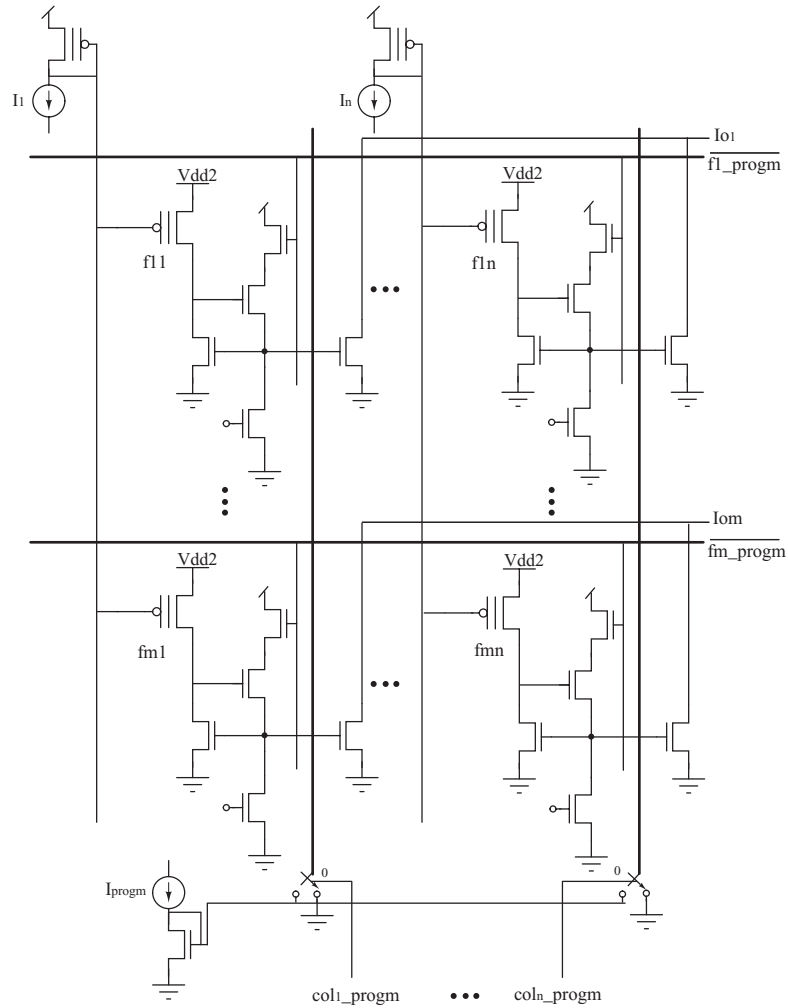 I1
In
Io1
f1_progm
Vdd2
Vdd2
f11
f1n
Iom
fm_progm
Vdd2
Vdd2
fm1
fmn
0
0
Iprogm
col1_progm
coln_progm